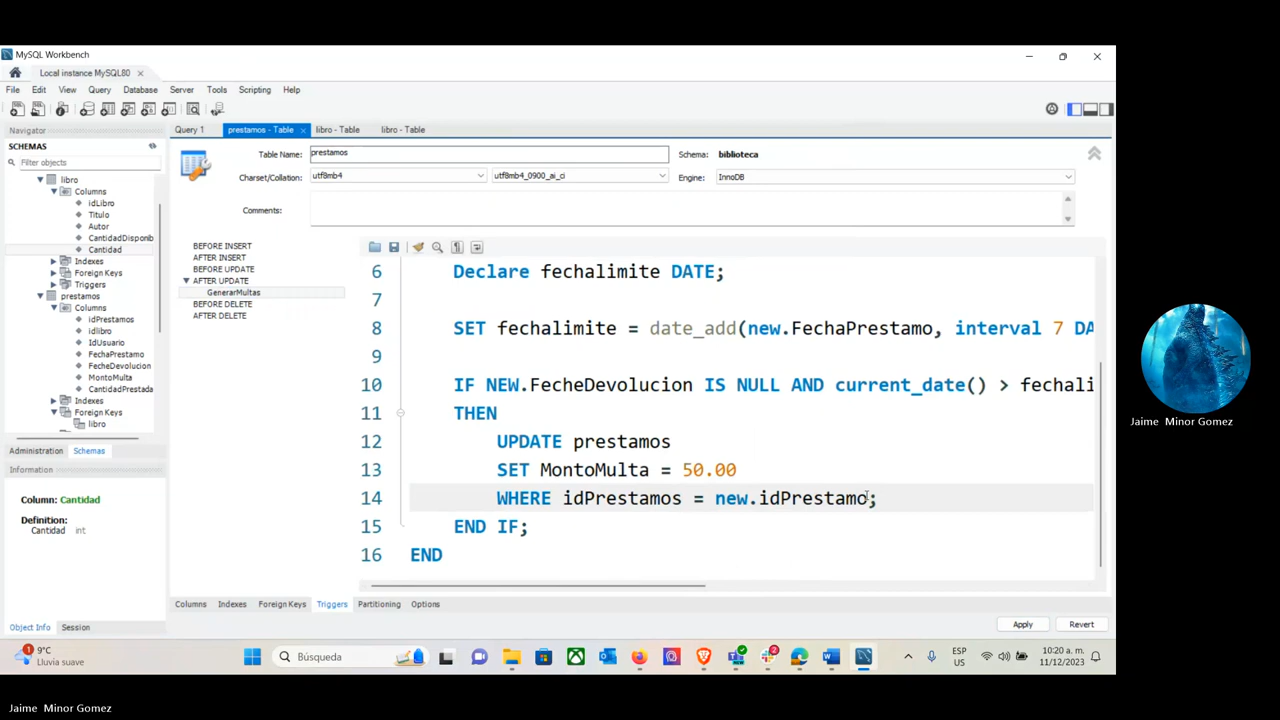 MySQL Workbench
Local instance MySQL80
File Edit View Query Database Server Tools Scripting Help
Navigator
SCHEMAS
Filter objects
libro
Columns
idLibro
Titulo
Autor
CantidadDisponib
Cantidad
Indexes
Foreign Keys
Triggers
prestamos
Columns
idPrestamos
idlibro
IdUsuario
FechaPrestamo
FecheDevolucion
MontoMulta
CantidadPrestada
Indexes
Foreign Keys
libro
Administration Schemas
Information
Column: Cantidad
Definition:
Cantidad int
Object Info Session
Query 1 prestamos - Table libro - Table libro - Table
Table Name: prestamos Schema: biblioteca
Charset/Collation: utf8mb4 utf8mb4_0900_ai_ci Engine: InnoDB
Comments:
BEFORE INSERT
AFTER INSERT
BEFORE UPDATE
AFTER UPDATE
GenerarMultas
BEFORE DELETE
AFTER DELETE
6 Declare fechalimite DATE;
7
8 SET fechalimite = date_add(new.FechaPrestamo, interval 7 DA
9
10 IF NEW.FecheDevolucion IS NULL AND current_date() > fechali
11 THEN
12 UPDATE prestamos
13 SET MontoMulta = 50.00
14 WHERE idPrestamos = new.idPrestamo;
15 END IF;
16 END
Columns Indexes Foreign Keys Triggers Partitioning Options
Apply Revert
1
9°C
Lluvia suave
Búsqueda
2
ESP
US
10:20 a. m.
11/12/2023
Jaime Minor Gomez
Jaime Minor Gomez